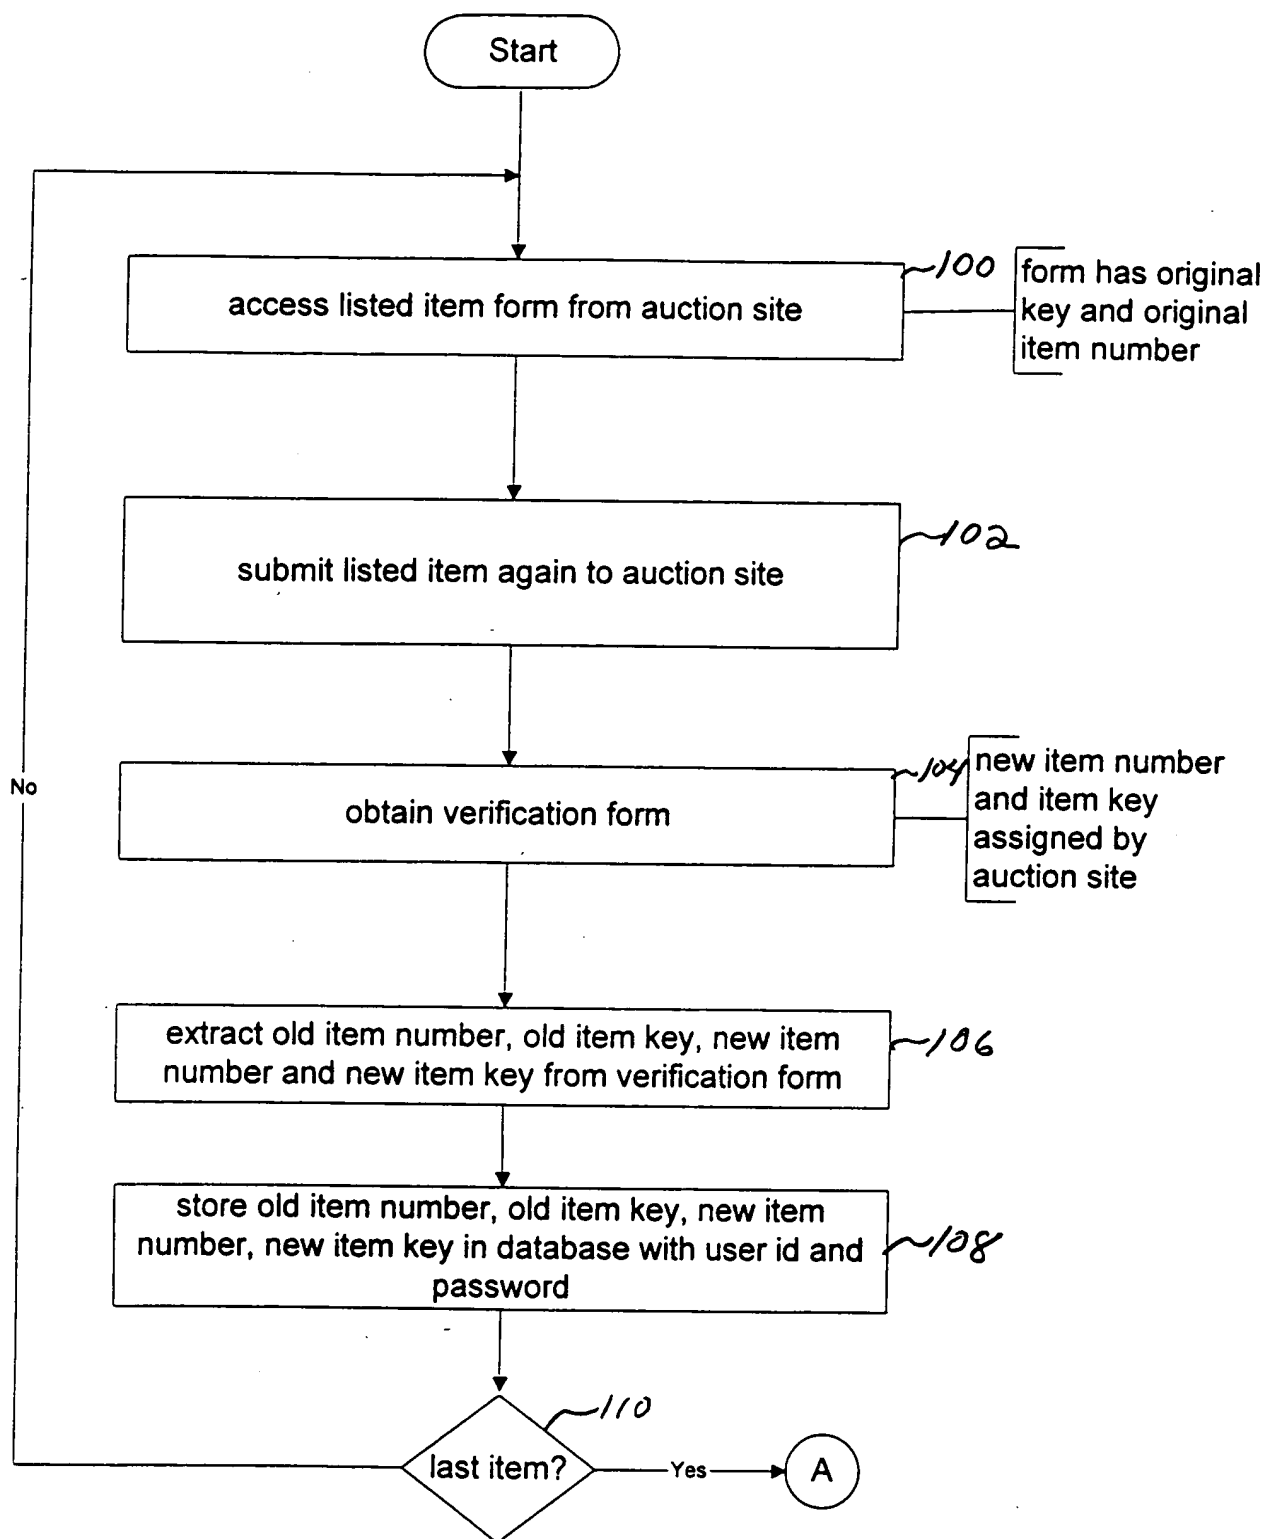 Start
access listed item form from auction site
100
form has original
key and original
item number
submit listed item again to auction site
102
obtain verification form
104
new item number
and item key
assigned by
auction site
No
extract old item number, old item key, new item
number and new item key from verification form
106
store old item number, old item key, new item
number, new item key in database with user id and
password
108
last item?
110
Yes
A